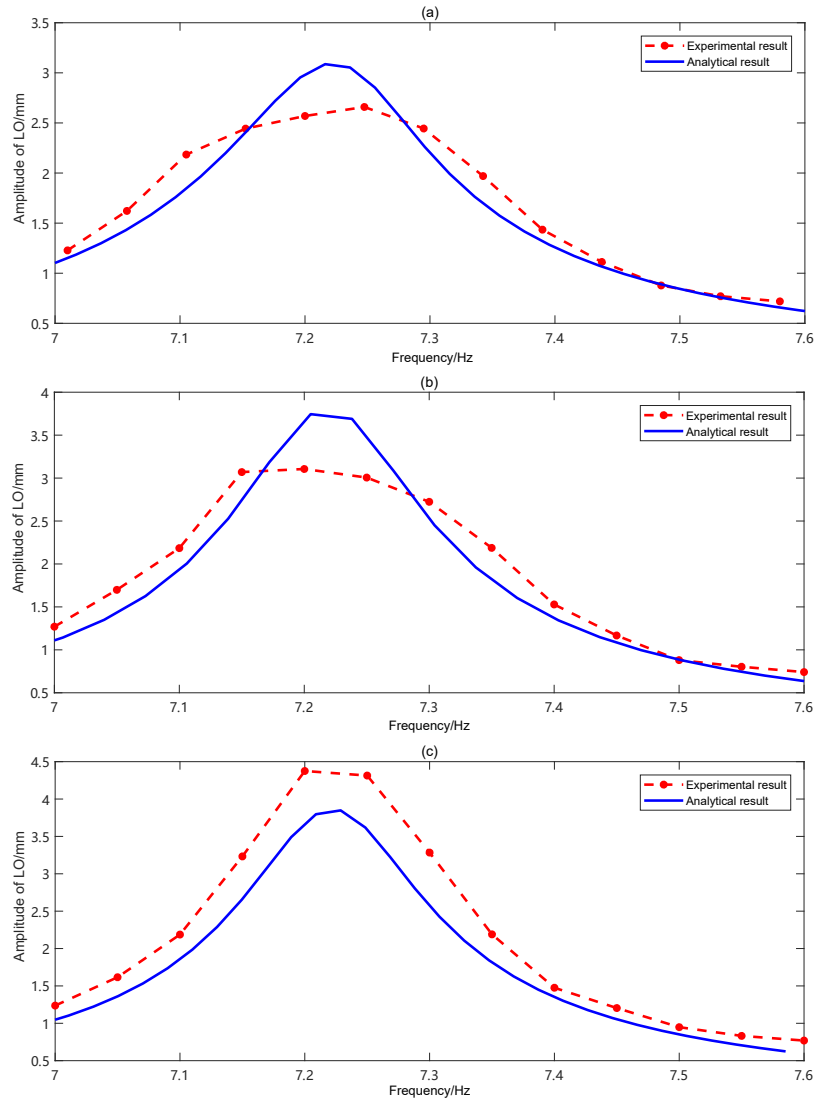 (a)
3.5
3
2.5
2
1.5
1
0.5
Amplitude of LO/mm
Experimental result
Analytical result
7 7.1 7.2 7.3 7.4 7.5 7.6
Frequency/Hz
(b)
4
3.5
3
2.5
2
1.5
1
0.5
Amplitude of LO/mm
Experimental result
Analytical result
7 7.1 7.2 7.3 7.4 7.5 7.6
Frequency/Hz
(c)
4.5
4
3.5
3
2.5
2
1.5
1
0.5
Amplitude of LO/mm
Experimental result
Analytical result
7 7.1 7.2 7.3 7.4 7.5 7.6
Frequency/Hz